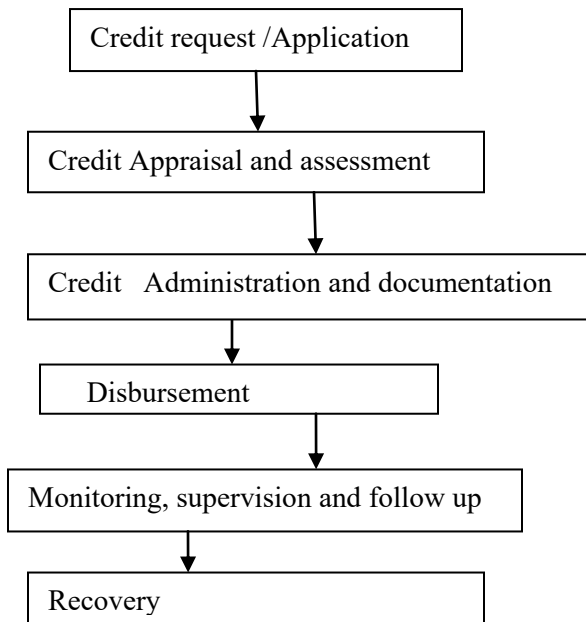 Credit request /Application
Credit Appraisal and assessment
Credit Administration and documentation
Disbursement
Monitoring, supervision and follow up
Recovery